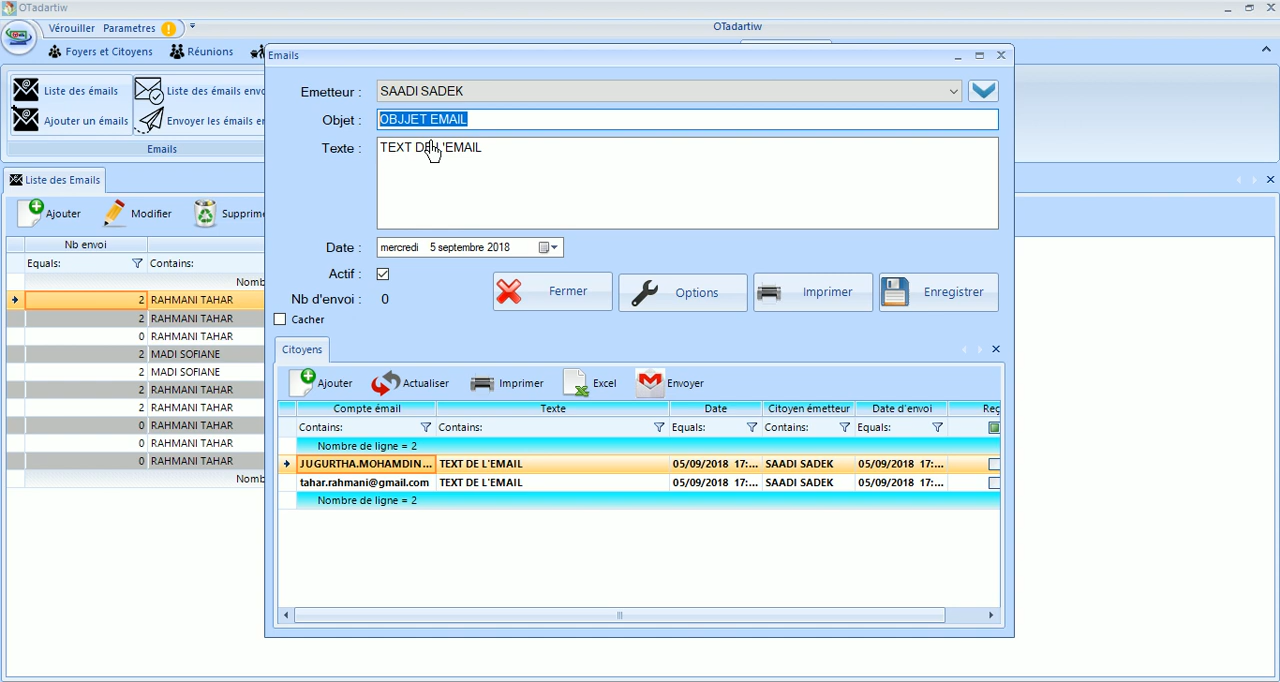 OTadartiw
Vérouiller Parametres
OTadartiw
Foyers et Citoyens Réunions
Emails
Liste des émails Liste des émails envo
Ajouter un émails Envoyer les émails en
Emails
Liste des Emails
Ajouter Modifier Supprime
Nb envoi
Equals: Contains:
Nomb
2 RAHMANI TAHAR
2 RAHMANI TAHAR
0 RAHMANI TAHAR
2 MADI SOFIANE
2 MADI SOFIANE
2 RAHMANI TAHAR
2 RAHMANI TAHAR
0 RAHMANI TAHAR
0 RAHMANI TAHAR
0 RAHMANI TAHAR
Nomb
Emetteur : SAADI SADEK
Objet : OBJJET EMAIL
Texte : TEXT DE L'EMAIL
Date : mercredi 5 septembre 2018
Actif :
Nb d'envoi : 0
Fermer Options Imprimer Enregistrer
Cacher
Citoyens
Ajouter Actualiser Imprimer Excel Envoyer
Compte émail Texte Date Citoyen émetteur Date d'envoi Reç
Contains: Contains: Equals: Contains: Equals:
Nombre de ligne = 2
JUGURTHA.MOHAMDIN... TEXT DE L'EMAIL 05/09/2018 17:... SAADI SADEK 05/09/2018 17:...
tahar.rahmani@gmail.com TEXT DE L'EMAIL 05/09/2018 17:... SAADI SADEK 05/09/2018 17:...
Nombre de ligne = 2